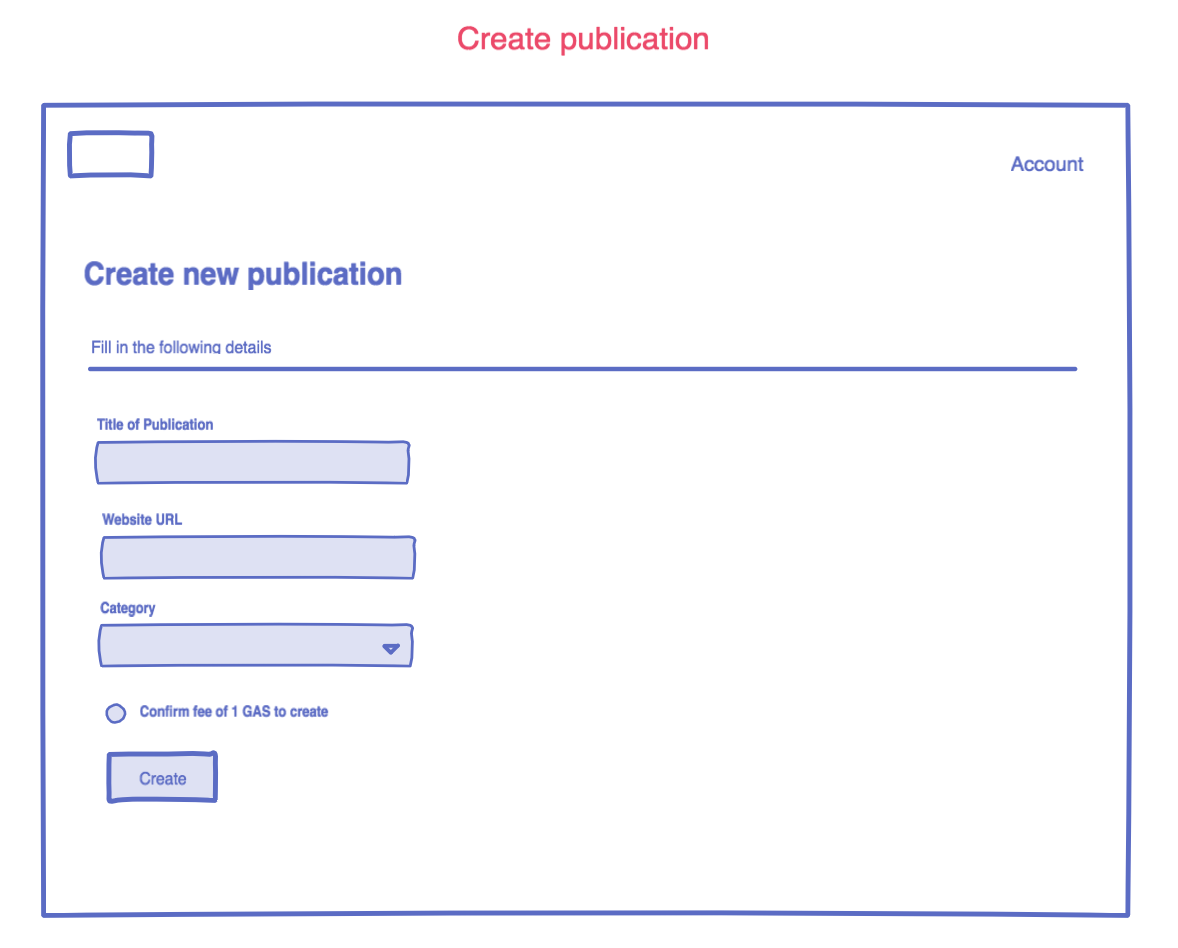 Create publication
Account
Create new publication
Fill in the following details
Title of Publication
Website URL
Category
Confirm fee of 1 GAS to create
Create